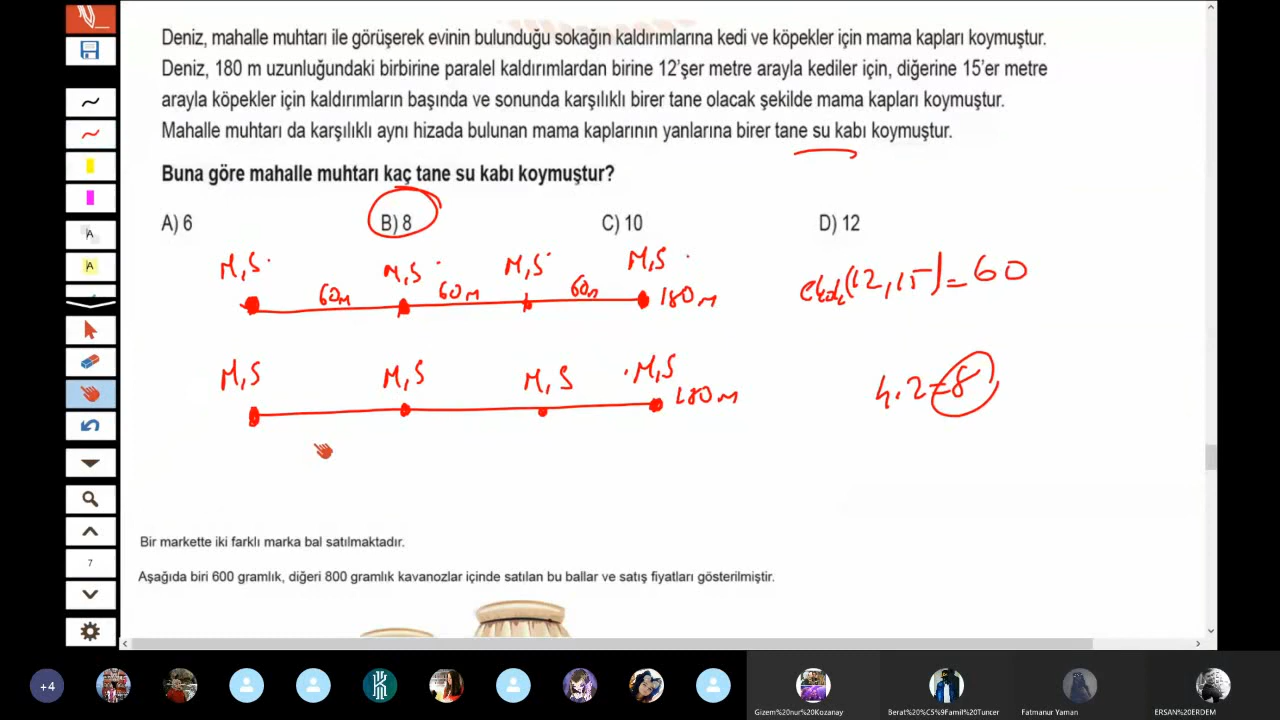 Deniz, mahalle muhtarı ile görüşerek evinin bulunduğu sokağın kaldırımlarına kedi ve köpekler için mama kapları koymuştur.
Deniz, 180 m uzunluğundaki birbirine paralel kaldırımlardan birine 12'şer metre arayla kediler için, diğerine 15'er metre
arayla köpekler için kaldırımların başında ve sonunda karşılıklı birer tane olacak şekilde mama kapları koymuştur.
Mahalle muhtarı da karşılıklı aynı hizada bulunan mama kaplarının yanlarına birer tane su kabı koymuştur.
Buna göre mahalle muhtarı kaç tane su kabı koymuştur?
A) 6 B) 8 C) 10 D) 12
M,S M,S M,S M,S
60m 60m 60m 180m
ekok(12,15)=60
M,S M,S M,S M,S
180m
4.2=8
Bir markette iki farklı marka bal satılmaktadır.
Aşağıda biri 600 gramlık, diğeri 800 gramlık kavanozlar içinde satılan bu ballar ve satış fiyatları gösterilmiştir.
A
A
7
+4
Gizem%20nur%20Kozanay
Berat%20%C5%9Famil%20Tuncer
Fatmanur Yaman
ERSAN%20ERDEM